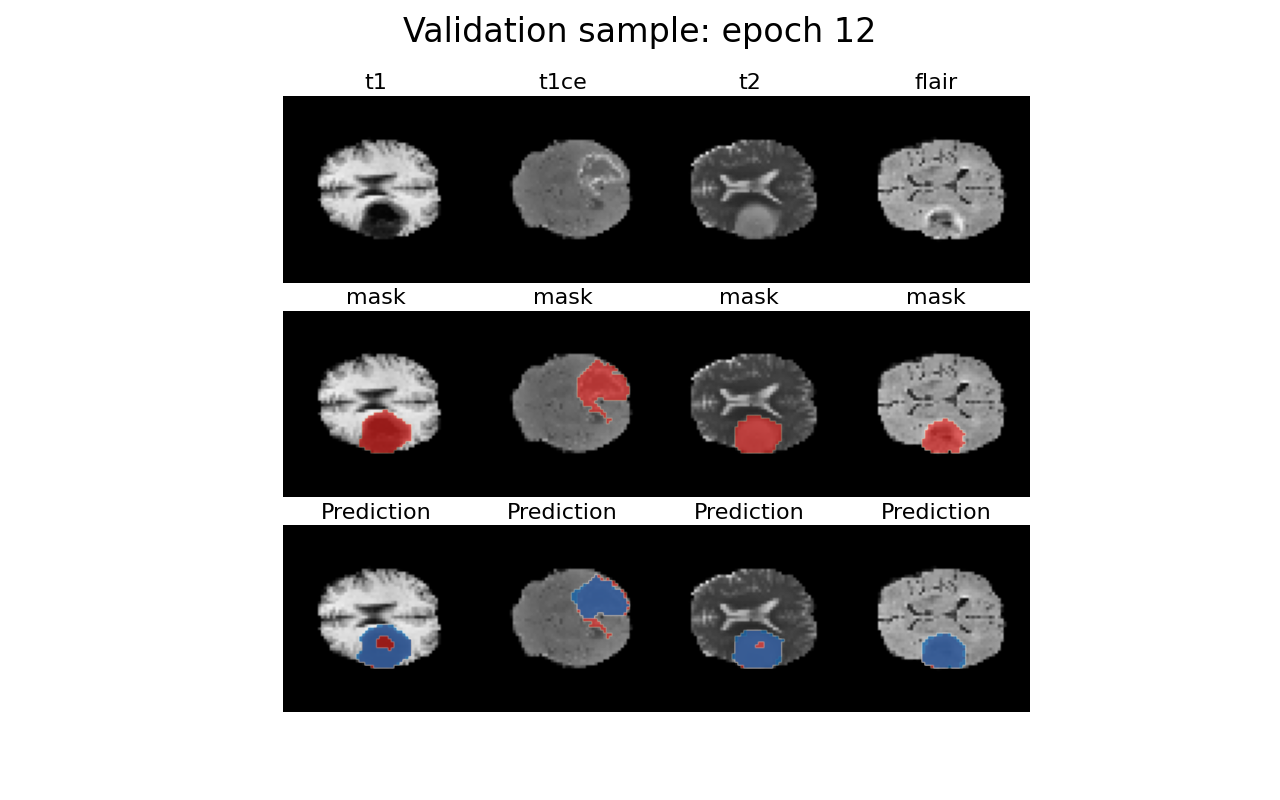 Validation sample: epoch 12
t1 t1ce t2 flair
mask mask mask mask
Prediction Prediction Prediction Prediction